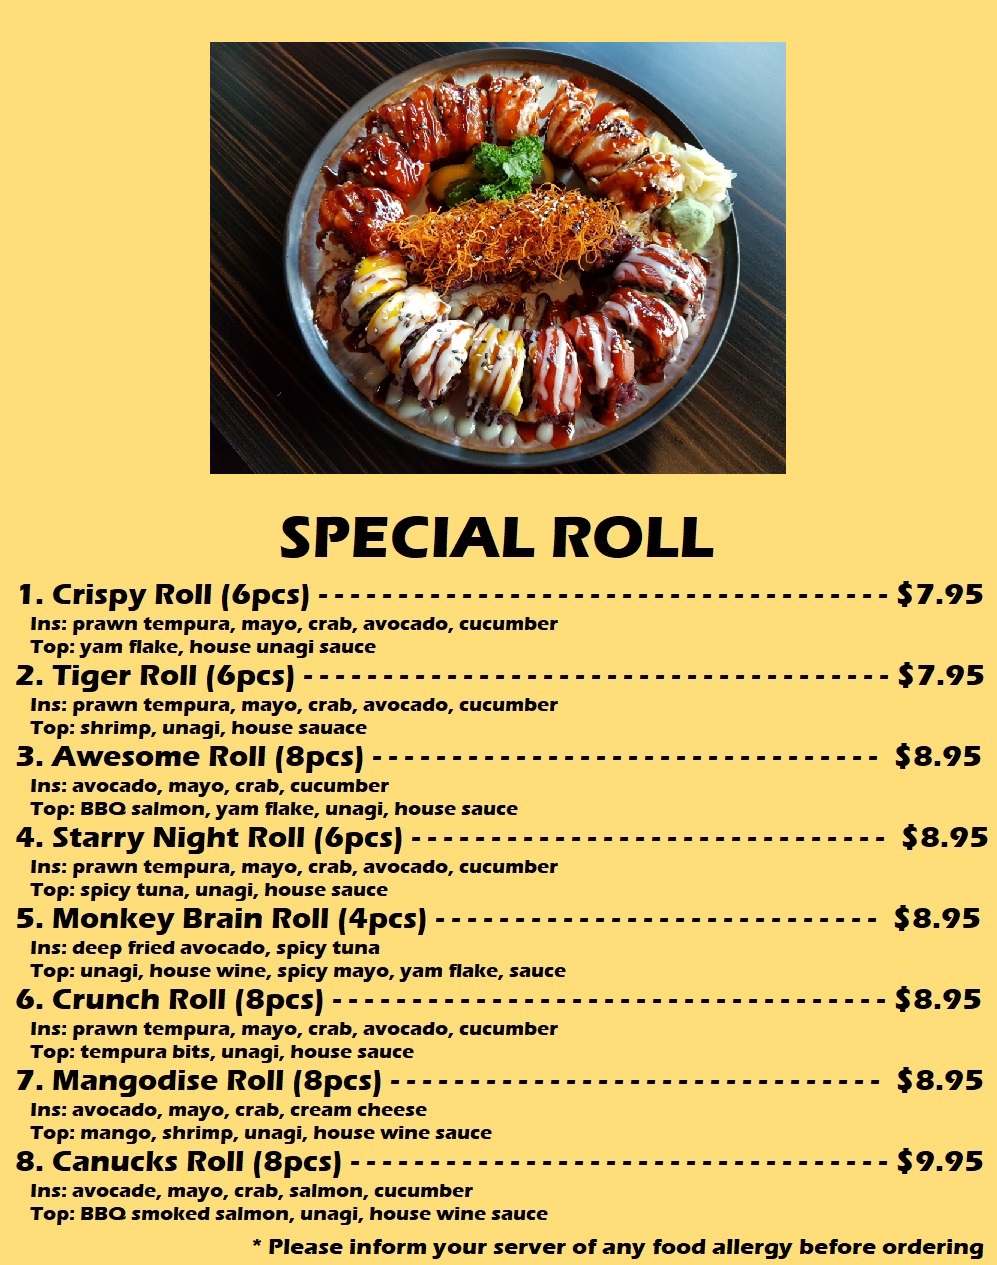 SPECIAL ROLL
1. Crispy Roll (6pcs) ------------------------------------ $7.95
Ins: prawn tempura, mayo, crab, avocado, cucumber
Top: yam flake, house unagi sauce
2. Tiger Roll (6pcs) ------------------------------------- $7.95
Ins: prawn tempura, mayo, crab, avocado, cucumber
Top: shrimp, unagi, house sauace
3. Awesome Roll (8pcs) -------------------------------- $8.95
Ins: avocado, mayo, crab, cucumber
Top: BBQ salmon, yam flake, unagi, house sauce
4. Starry Night Roll (6pcs) ------------------------------ $8.95
Ins: prawn tempura, mayo, crab, avocado, cucumber
Top: spicy tuna, unagi, house sauce
5. Monkey Brain Roll (4pcs) ---------------------------- $8.95
Ins: deep fried avocado, spicy tuna
Top: unagi, house wine, spicy mayo, yam flake, sauce
6. Crunch Roll (8pcs) ----------------------------------- $8.95
Ins: prawn tempura, mayo, crab, avocado, cucumber
Top: tempura bits, unagi, house sauce
7. Mangodise Roll (8pcs) ------------------------------- $8.95
Ins: avocado, mayo, crab, cream cheese
Top: mango, shrimp, unagi, house wine sauce
8. Canucks Roll (8pcs) ---------------------------------- $9.95
Ins: avocade, mayo, crab, salmon, cucumber
Top: BBQ smoked salmon, unagi, house wine sauce
* Please inform your server of any food allergy before ordering